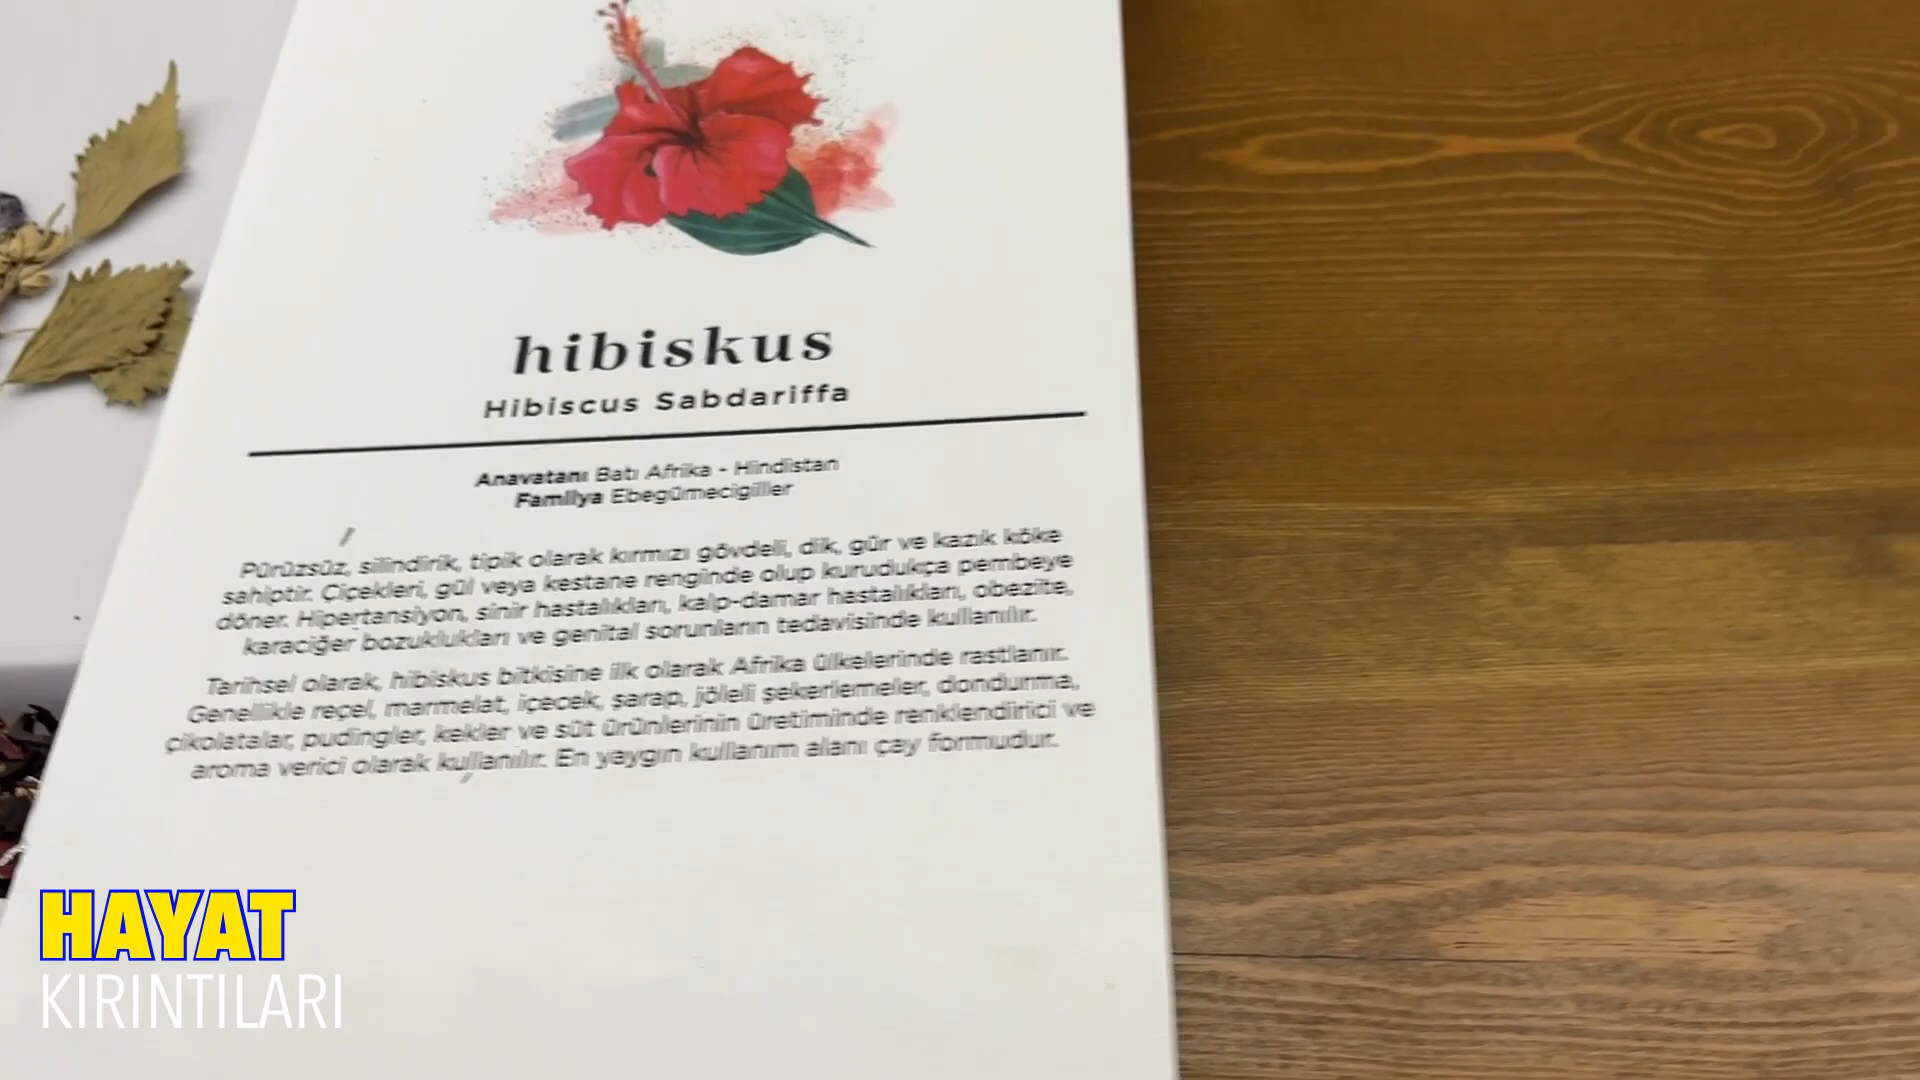 hibiskus
Hibiscus Sabdariffa
Anavatanı Batı Afrika - Hindistan
Familya Ebegümecigiller
Pürüzsüz, silindirik, tipik olarak kırmızı gövdeli, dik, gür ve kazık köke
sahiptir. Çiçekleri, gül veya kestane renginde olup kurudukça pembeye
döner. Hipertansiyon, sinir hastalıkları, kalp-damar hastalıkları, obezite,
karaciğer bozuklukları ve genital sorunların tedavisinde kullanılır.
Tarihsel olarak, hibiskus bitkisine ilk olarak Afrika ülkelerinde rastlanır.
Genellikle reçel, marmelat, içecek, şarap, jöleli şekerlemeler, dondurma,
çikolatalar, pudingler, kekler ve süt ürünlerinin üretiminde renklendirici ve
aroma verici olarak kullanılır. En yaygın kullanım alanı çay formudur.
HAYAT
KIRINTILARI